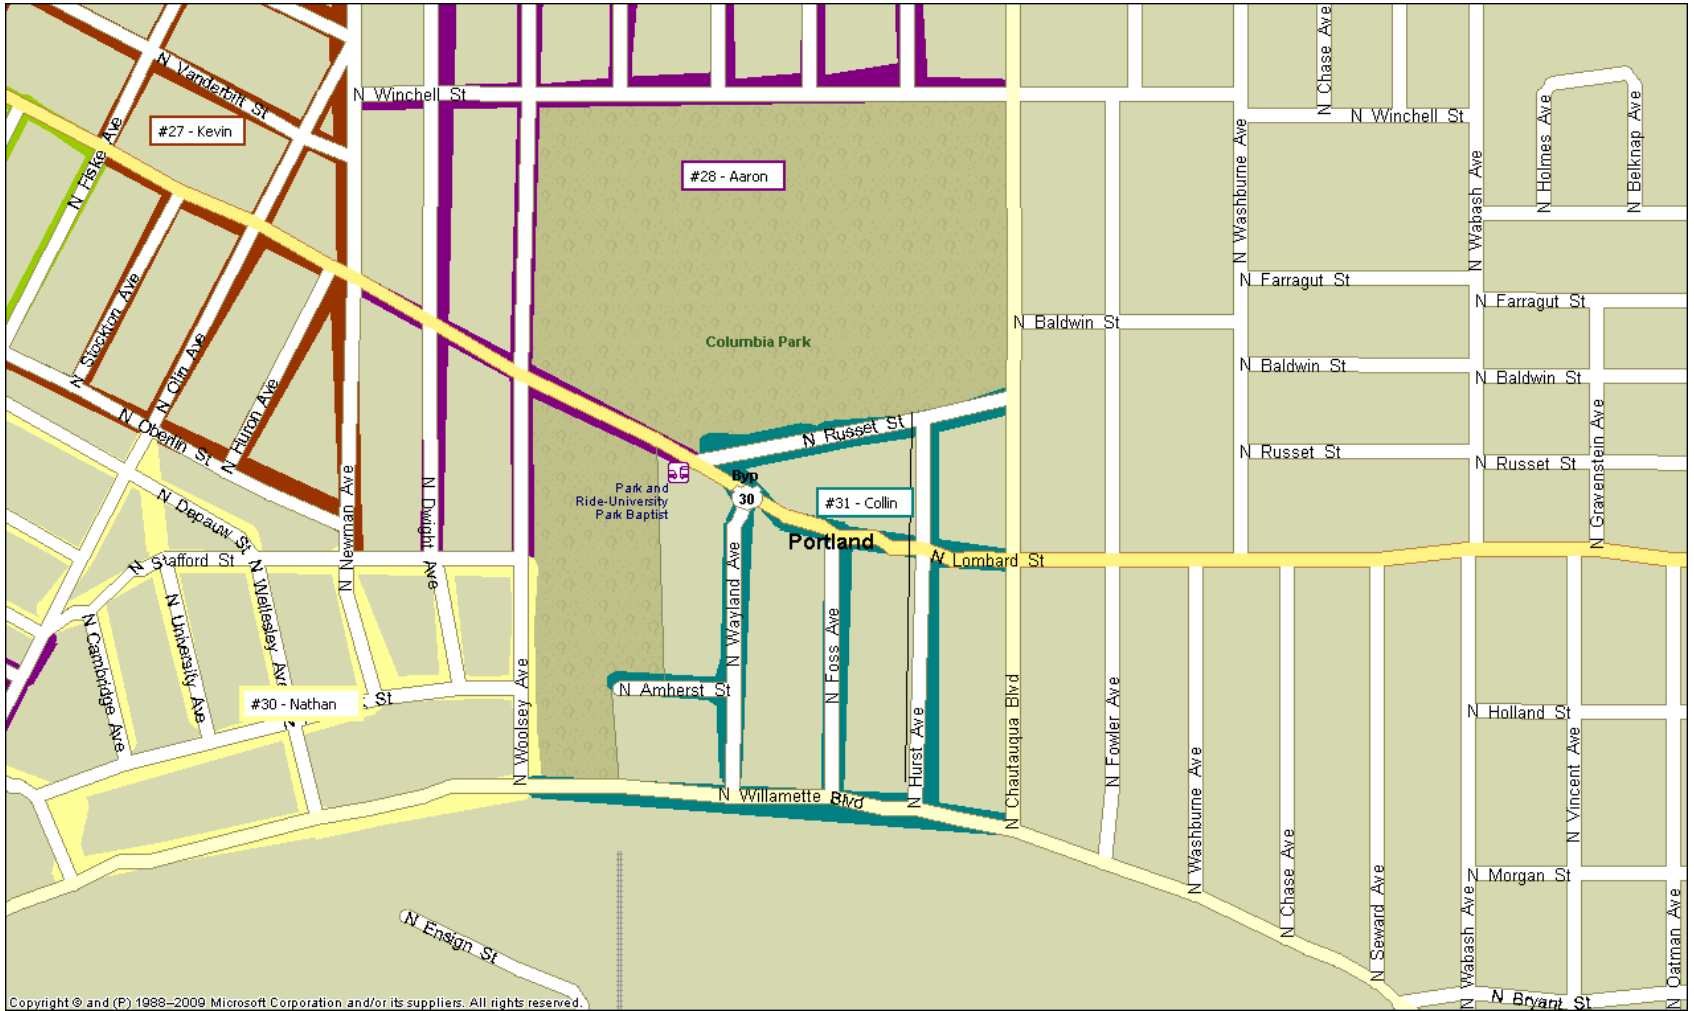 N Vanderbilt St
#27 - Kevin
N Fiske Ave
N Stockton Ave
N Olin Ave
N Huron Ave
N Oberlin St
N Winchell St
#28 - Aaron
Columbia Park
N Chase Ave
N Winchell St
N Washburne Ave
N Wabash Ave
N Holmes Ave
N Belknap Ave
N Farragut St
N Farragut St
N Baldwin St
N Baldwin St
N Baldwin St
N Russet St
N Russet St
N Russet St
N Gravenstein Ave
Byp
30
Park and
Ride-University
Park Baptist
#31 - Collin
Portland
N Lombard St
N Newman Ave
N Dwight Ave
N Depauw St
N Stafford St
N Cambridge Ave
N University Ave
N Wellesley Ave
#30 - Nathan
St
N Woolsey Ave
N Wayland Ave
N Amherst St
N Foss Ave
N Hurst Ave
N Willamette Blvd
N Chautauqua Blvd
N Fowler Ave
N Washburne Ave
N Chase Ave
N Seward Ave
N Wabash Ave
N Holland St
N Vincent Ave
N Morgan St
N Oatman Ave
N Bryant St
N Ensign St
Copyright © and (P) 1988–2009 Microsoft Corporation and/or its suppliers. All rights reserved.